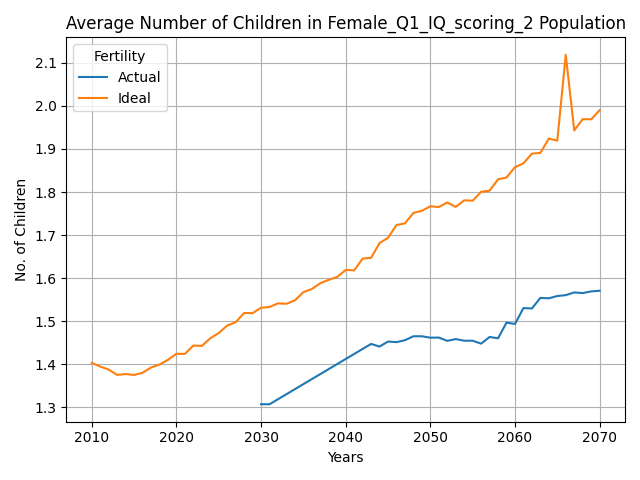 Average Number of Children in Female_Q1_IQ_scoring_2 Population
Fertility
Actual
Ideal
No. of Children
2.1
2.0
1.9
1.8
1.7
1.6
1.5
1.4
1.3
2010 2020 2030 2040 2050 2060 2070
Years